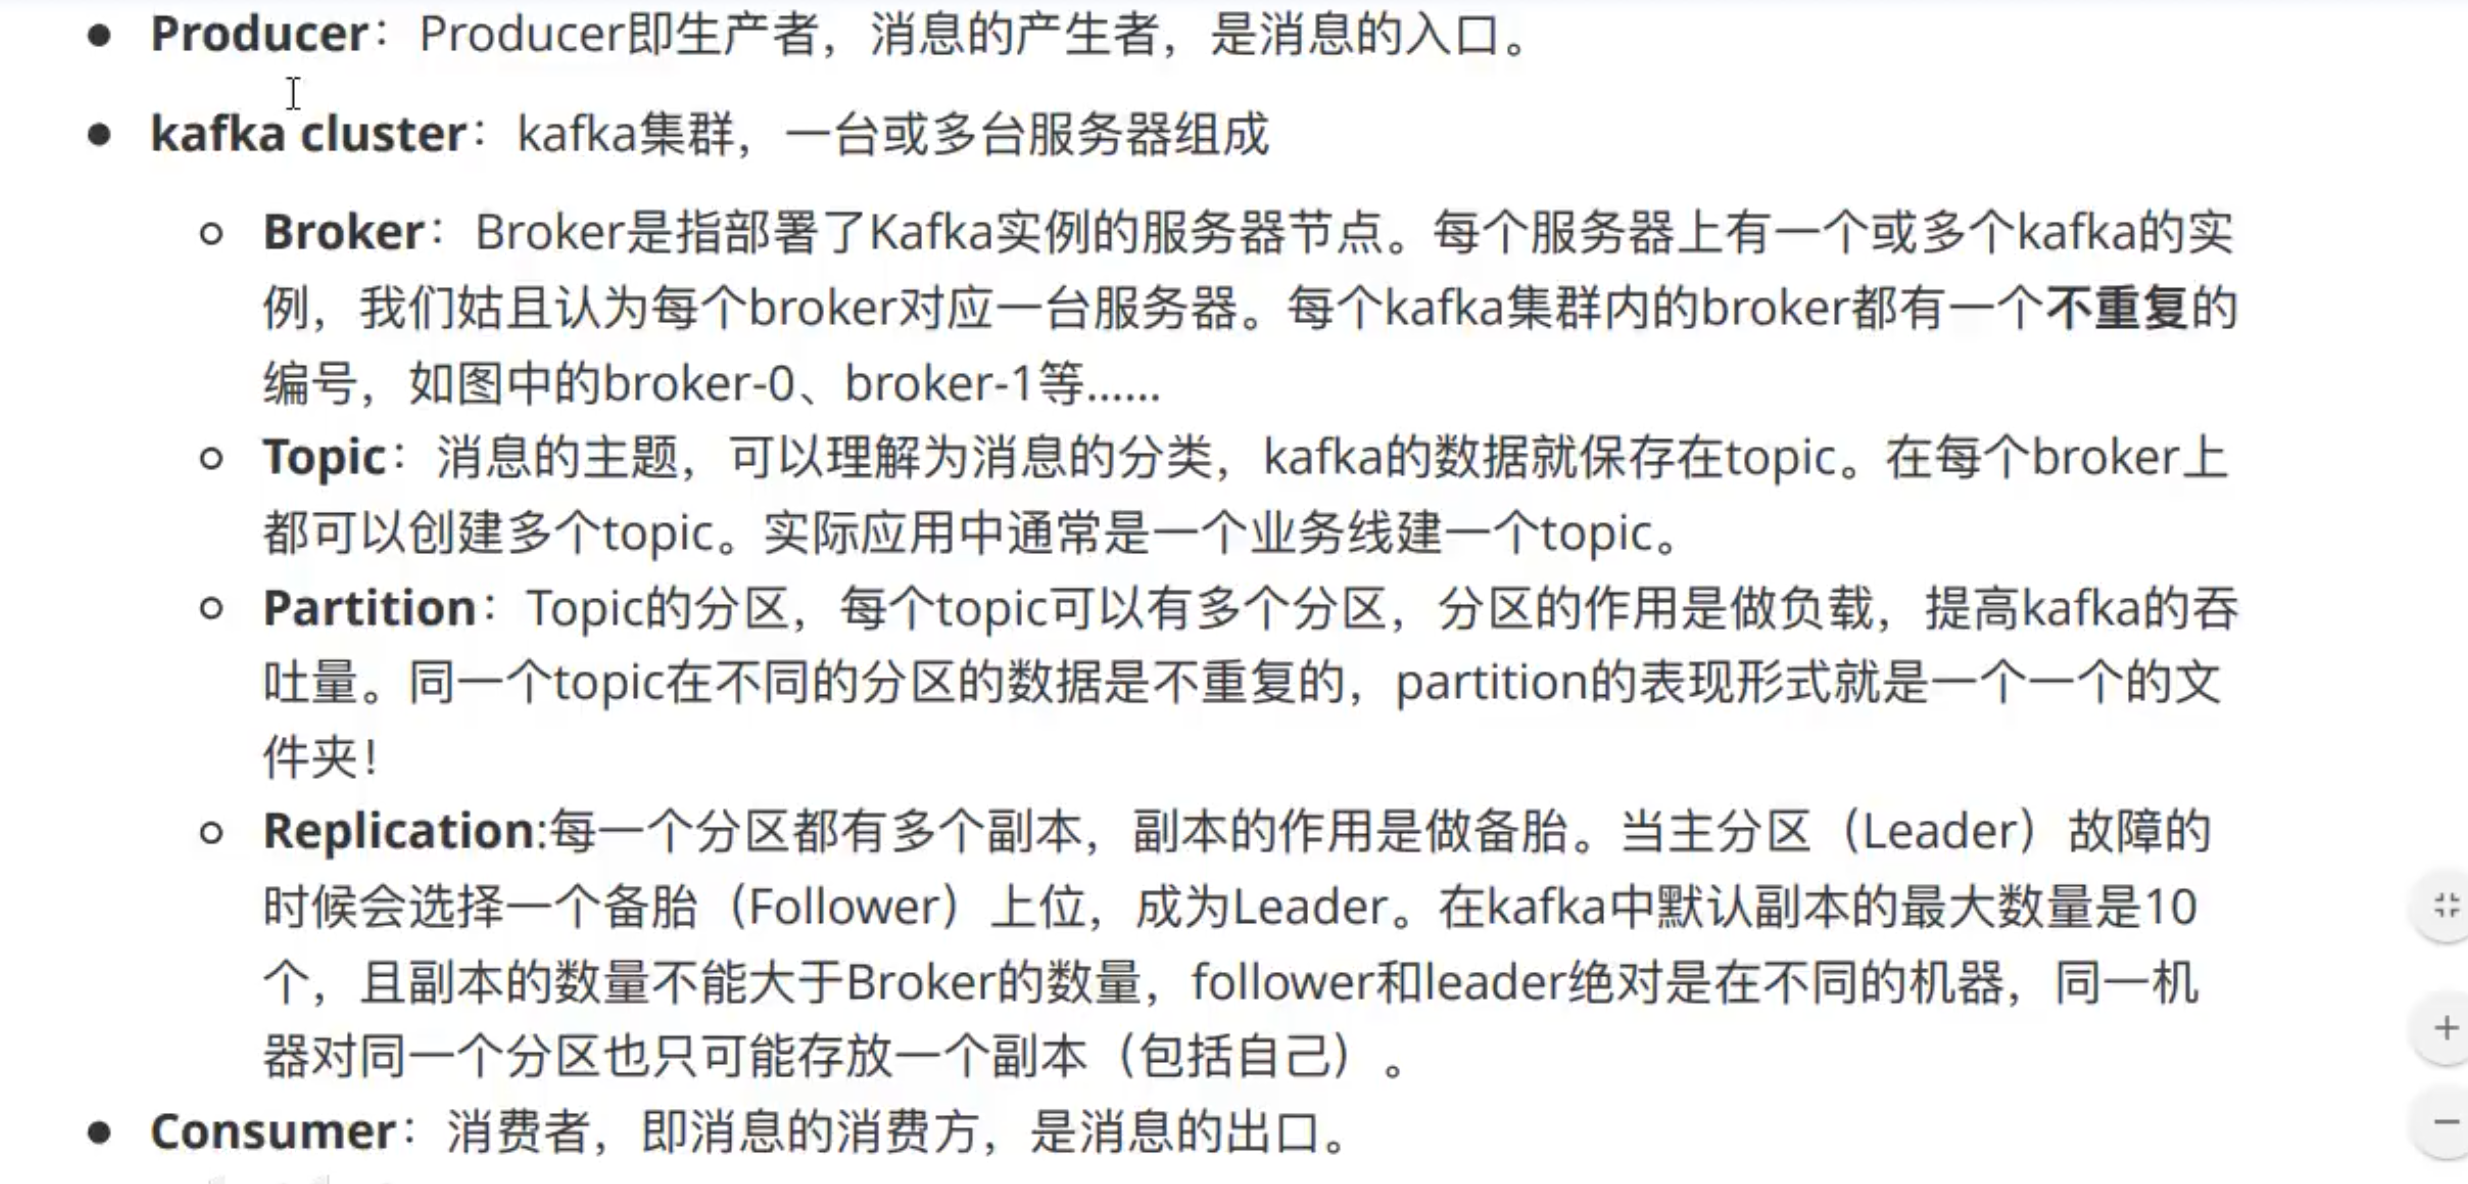 Producer：Producer即生产者，消息的产生者，是消息的入口。
kafka cluster：kafka集群，一台或多台服务器组成
Broker：Broker是指部署了Kafka实例的服务器节点。每个服务器上有一个或多个kafka的实
例，我们姑且认为每个broker对应一台服务器。每个kafka集群内的broker都有一个不重复的
编号，如图中的broker-0、broker-1等……
Topic：消息的主题，可以理解为消息的分类，kafka的数据就保存在topic。在每个broker上
都可以创建多个topic。实际应用中通常是一个业务线建一个topic。
Partition：Topic的分区，每个topic可以有多个分区，分区的作用是做负载，提高kafka的吞
吐量。同一个topic在不同的分区的数据是不重复的，partition的表现形式就是一个一个的文
件夹！
Replication:每一个分区都有多个副本，副本的作用是做备胎。当主分区（Leader）故障的
时候会选择一个备胎（Follower）上位，成为Leader。在kafka中默认副本的最大数量是10
个，且副本的数量不能大于Broker的数量，follower和leader绝对是在不同的机器，同一机
器对同一个分区也只可能存放一个副本（包括自己）。
Consumer：消费者，即消息的消费方，是消息的出口。